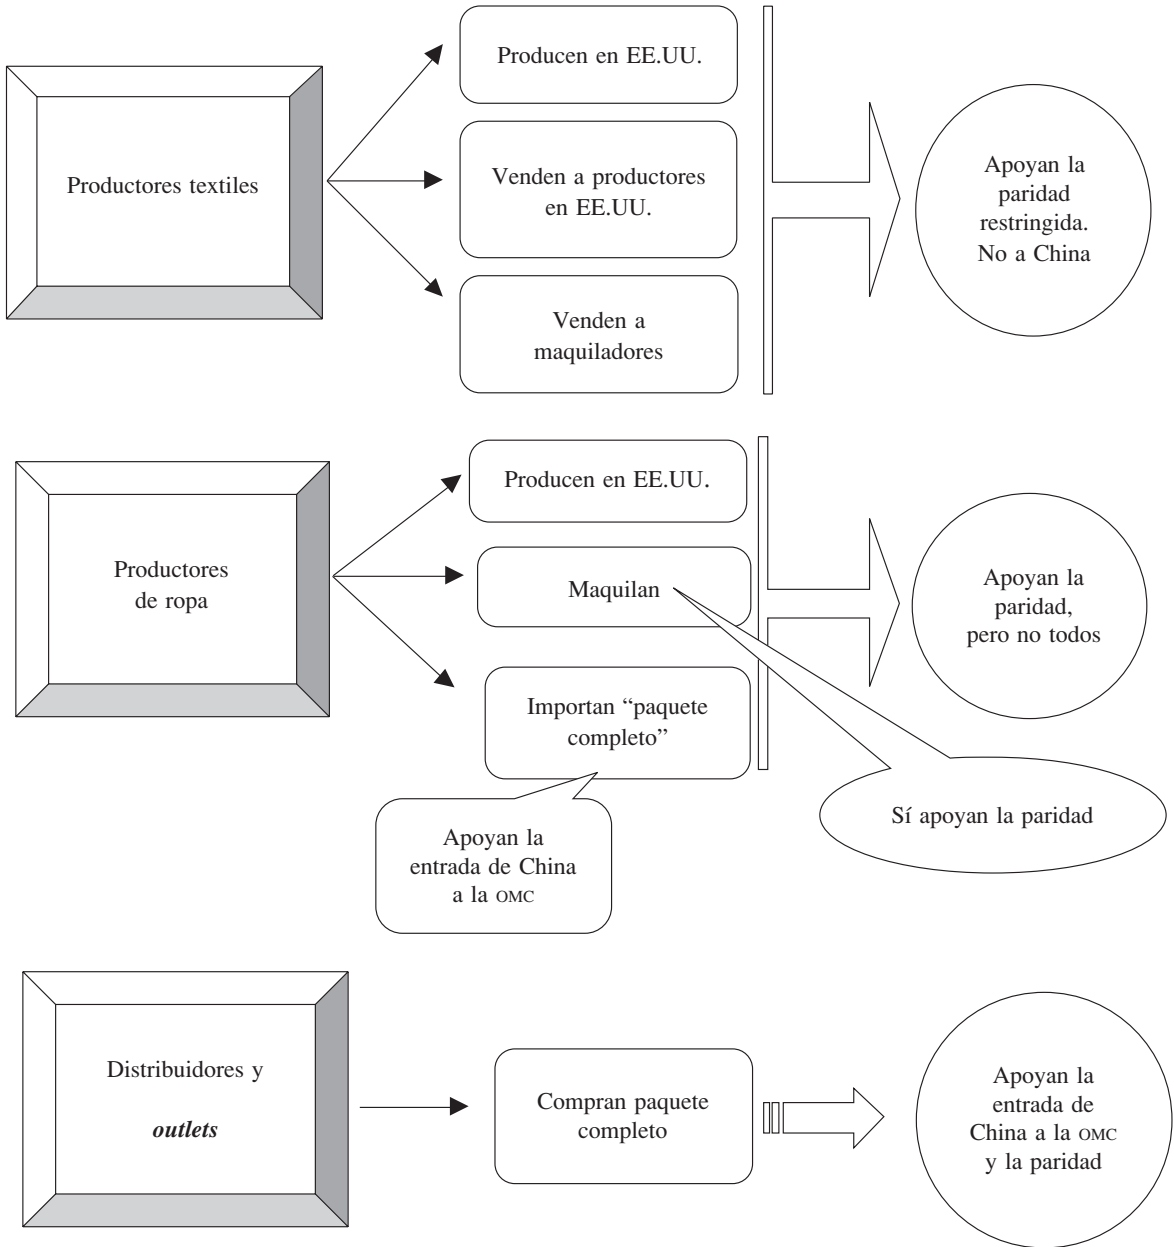 Productores textiles
Producen en EE.UU.
Venden a productores
en EE.UU.
Venden a
maquiladores
Apoyan la
paridad
restringida.
No a China
Productores
de ropa
Producen en EE.UU.
Maquilan
Importan “paquete
completo”
Apoyan la
paridad,
pero no todos
Sí apoyan la paridad
Apoyan la
entrada de China
a la OMC
Distribuidores y
outlets
Compran paquete
completo
Apoyan la
entrada de
China a la OMC
y la paridad